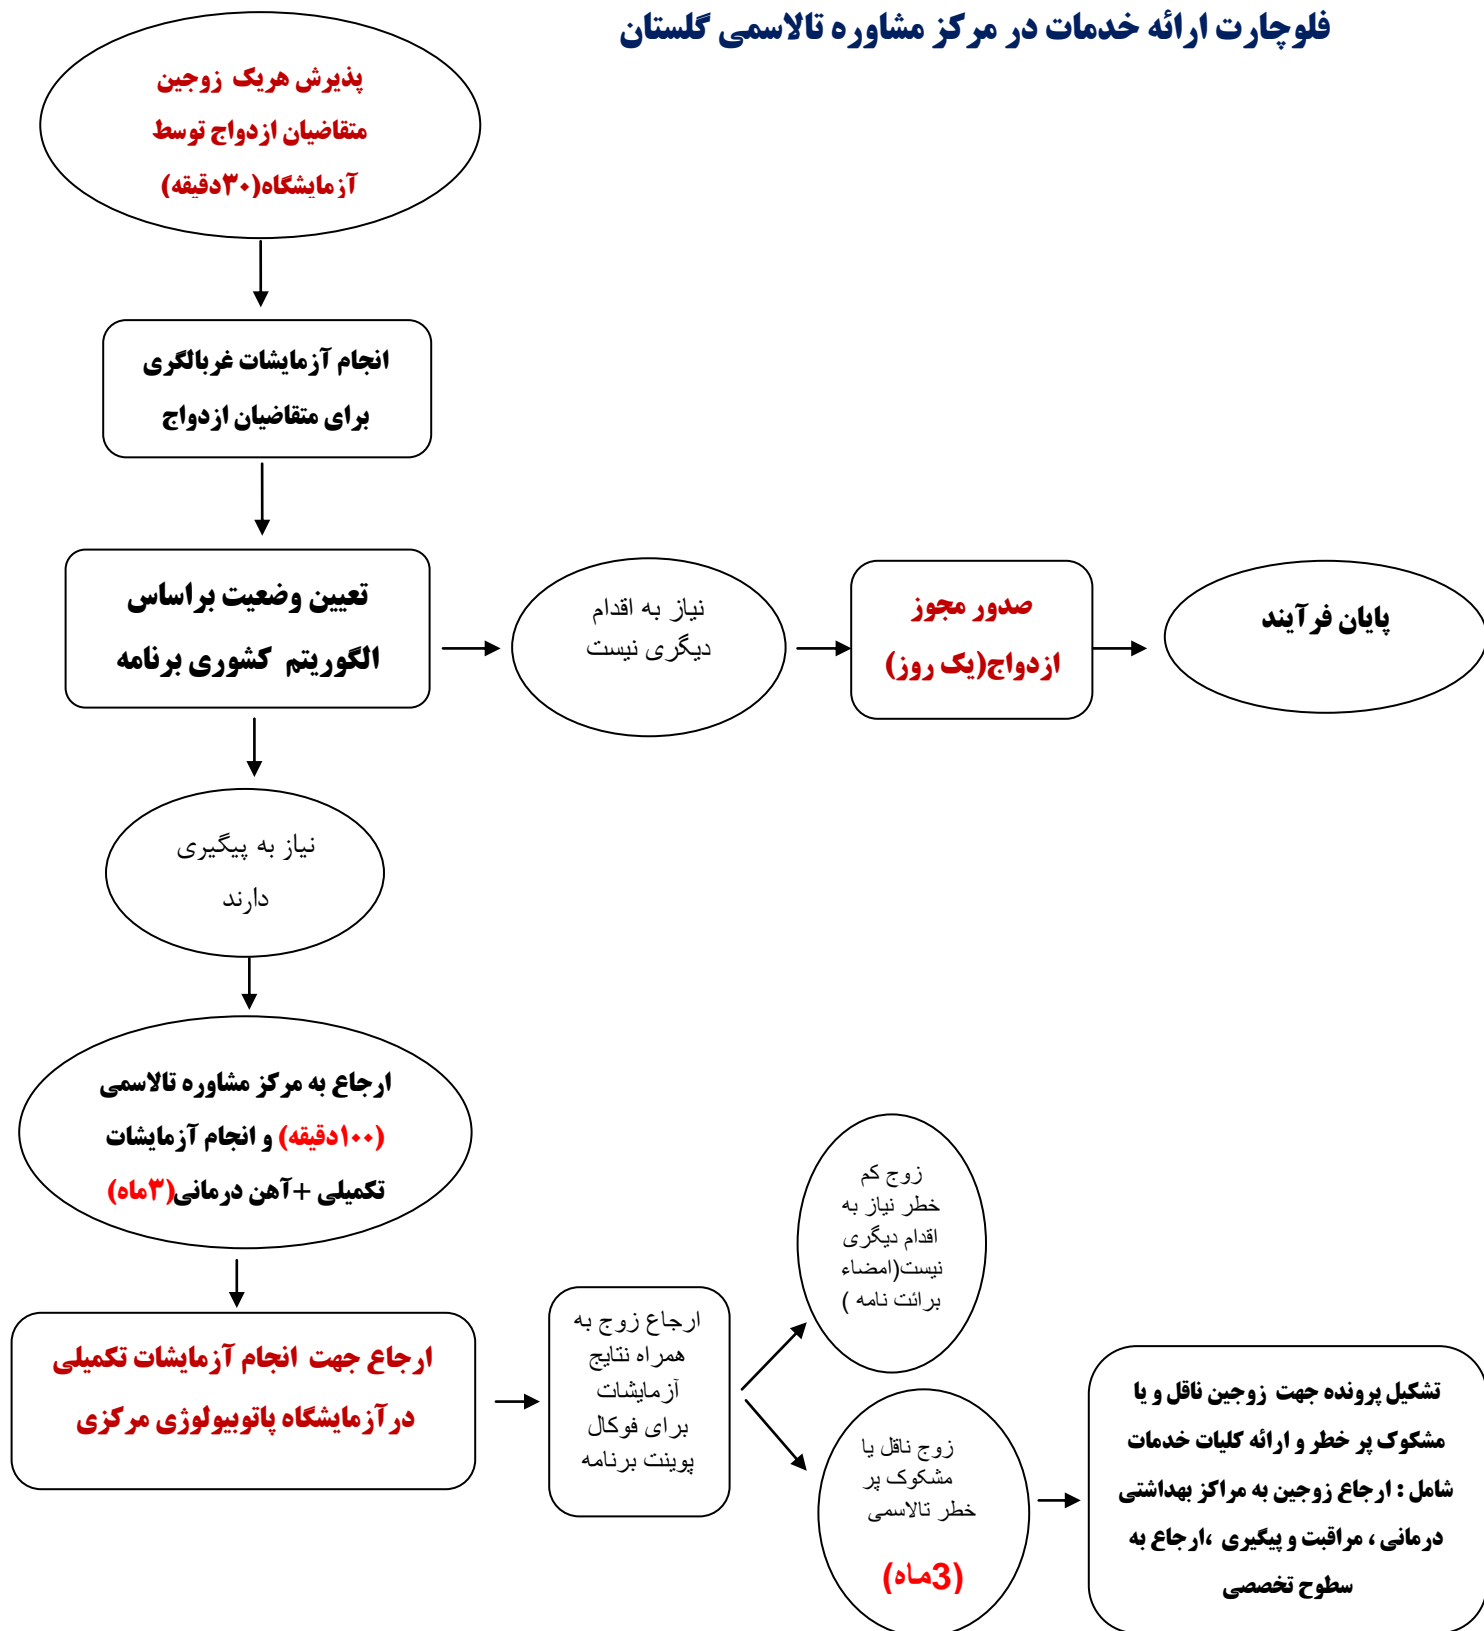 فلوچارت ارائه خدمات در مرکز مشاوره تالاسمی گلستان
پذیرش هریک زوجین
متقاضیان ازدواج توسط
آزمایشگاه(۳۰دقیقه)
انجام آزمایشات غربالگری
برای متقاضیان ازدواج
تعیین وضعیت براساس
الگوریتم کشوری برنامه
نیاز به اقدام
دیگری نیست
صدور مجوز
ازدواج(یک روز)
پایان فرآیند
نیاز به پیگیری
دارند
ارجاع به مرکز مشاوره تالاسمی
(۱۰۰دقیقه) و انجام آزمایشات
تکمیلی +آهن درمانی(۳ماه)
ارجاع جهت انجام آزمایشات تکمیلی
درآزمایشگاه پاتوبیولوژی مرکزی
ارجاع زوج به
همراه نتایج
آزمایشات
برای فوکال
پوینت برنامه
زوج کم
خطر نیاز به
اقدام دیگری
نیست(امضاء
برائت نامه )
زوج ناقل یا
مشکوک پر
خطر تالاسمی
(3ماه)
تشکیل پرونده جهت زوجین ناقل و یا
مشکوک پر خطر و ارائه کلیات خدمات
شامل : ارجاع زوجین به مراکز بهداشتی
درمانی ، مراقبت و پیگیری ،ارجاع به
سطوح تخصصی